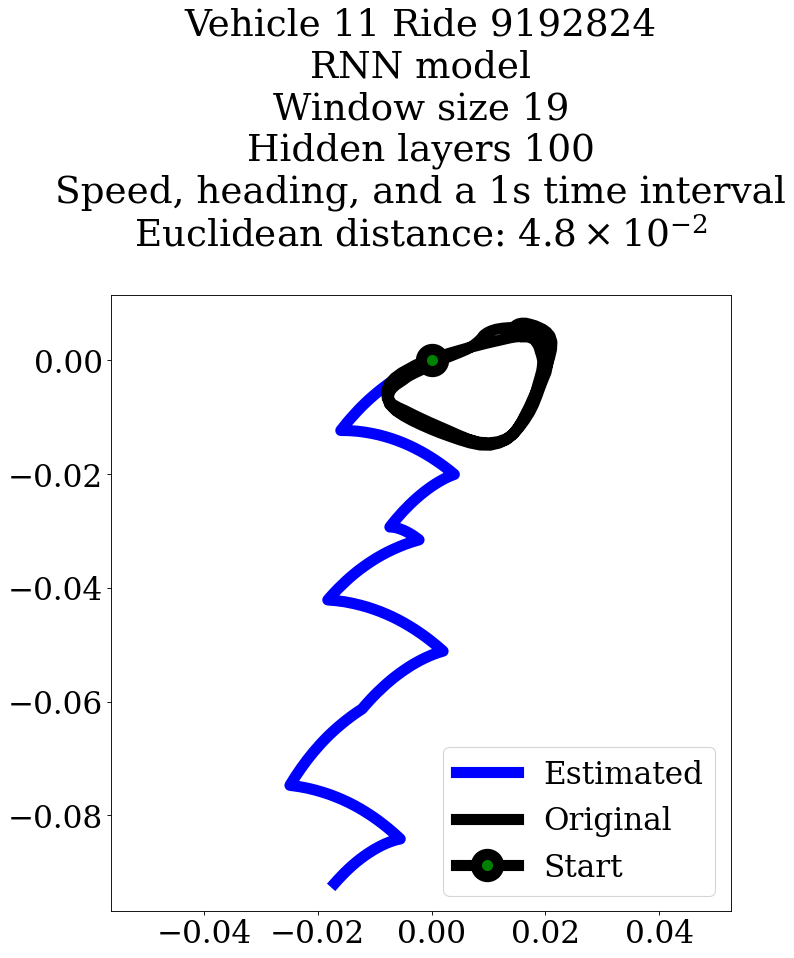 Vehicle 11 Ride 9192824
RNN model
Window size 19
Hidden layers 100
Speed, heading, and a 1s time interval
Euclidean distance: 4.8 × 10⁻²
0.00
−0.02
−0.04
−0.06
−0.08
Estimated
Original
Start
−0.04 −0.02 0.00 0.02 0.04